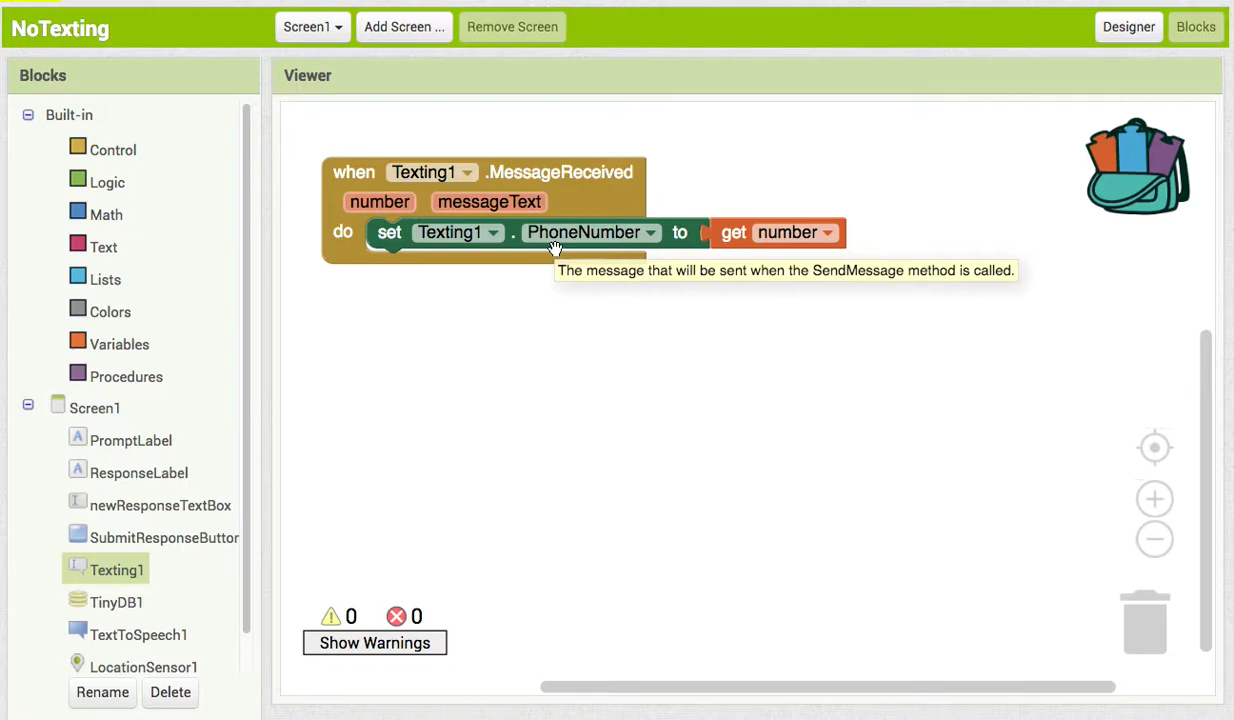 NoTexting
Screen1
Add Screen ...
Remove Screen
Designer
Blocks
Blocks
Viewer
Built-in
Control
Logic
Math
Text
Lists
Colors
Variables
Procedures
Screen1
PromptLabel
ResponseLabel
newResponseTextBox
SubmitResponseButton
Texting1
TinyDB1
TextToSpeech1
LocationSensor1
Rename
Delete
when Texting1 .MessageReceived
number messageText
do set Texting1 . PhoneNumber to get number
The message that will be sent when the SendMessage method is called.
0 0
Show Warnings